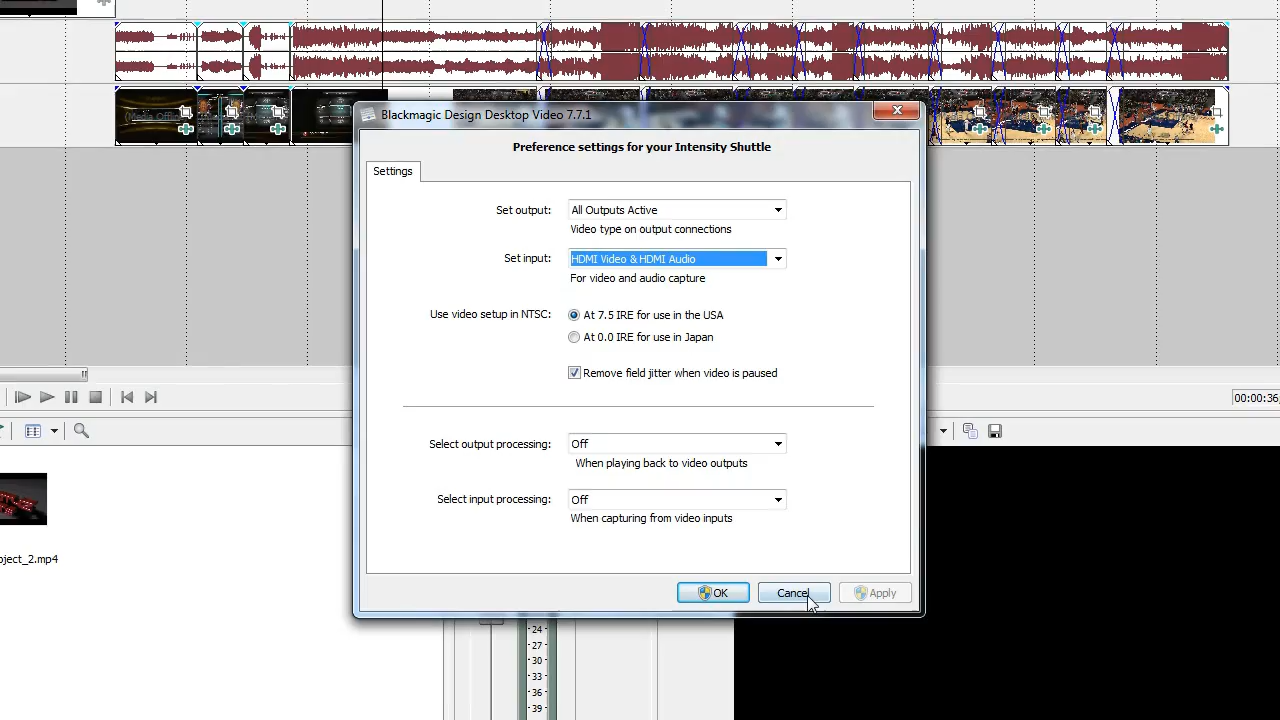 Blackmagic Design Desktop Video 7.7.1
Preference settings for your Intensity Shuttle
Settings
Set output: All Outputs Active
Video type on output connections
Set input: HDMI Video & HDMI Audio
For video and audio capture
Use video setup in NTSC: At 7.5 IRE for use in the USA
At 0.0 IRE for use in Japan
Remove field jitter when video is paused
00:00:36
Select output processing: Off
When playing back to video outputs
Select input processing: Off
When capturing from video inputs
oject_2.mp4
OK Cancel Apply
- 24 -
- 27 -
- 30 -
- 33 -
- 36 -
- 39 -